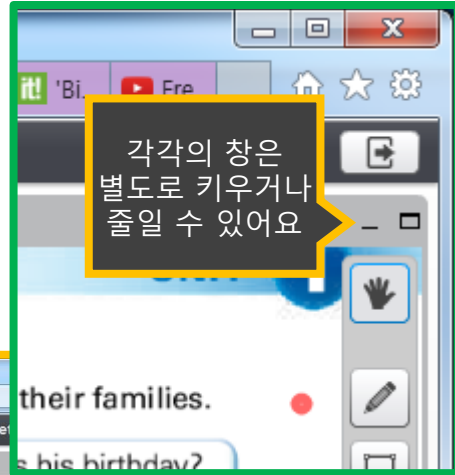 it! 'Bi...
Fre...
각각의 창은
별도로 키우거나
줄일 수 있어요
their families.
s his birthday?